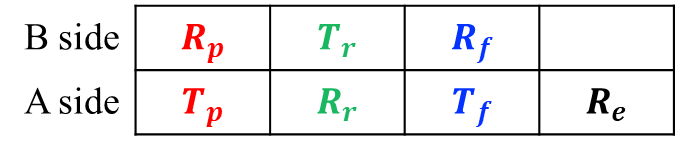 B side R_p T_r R_f
A side T_p R_r T_f R_e